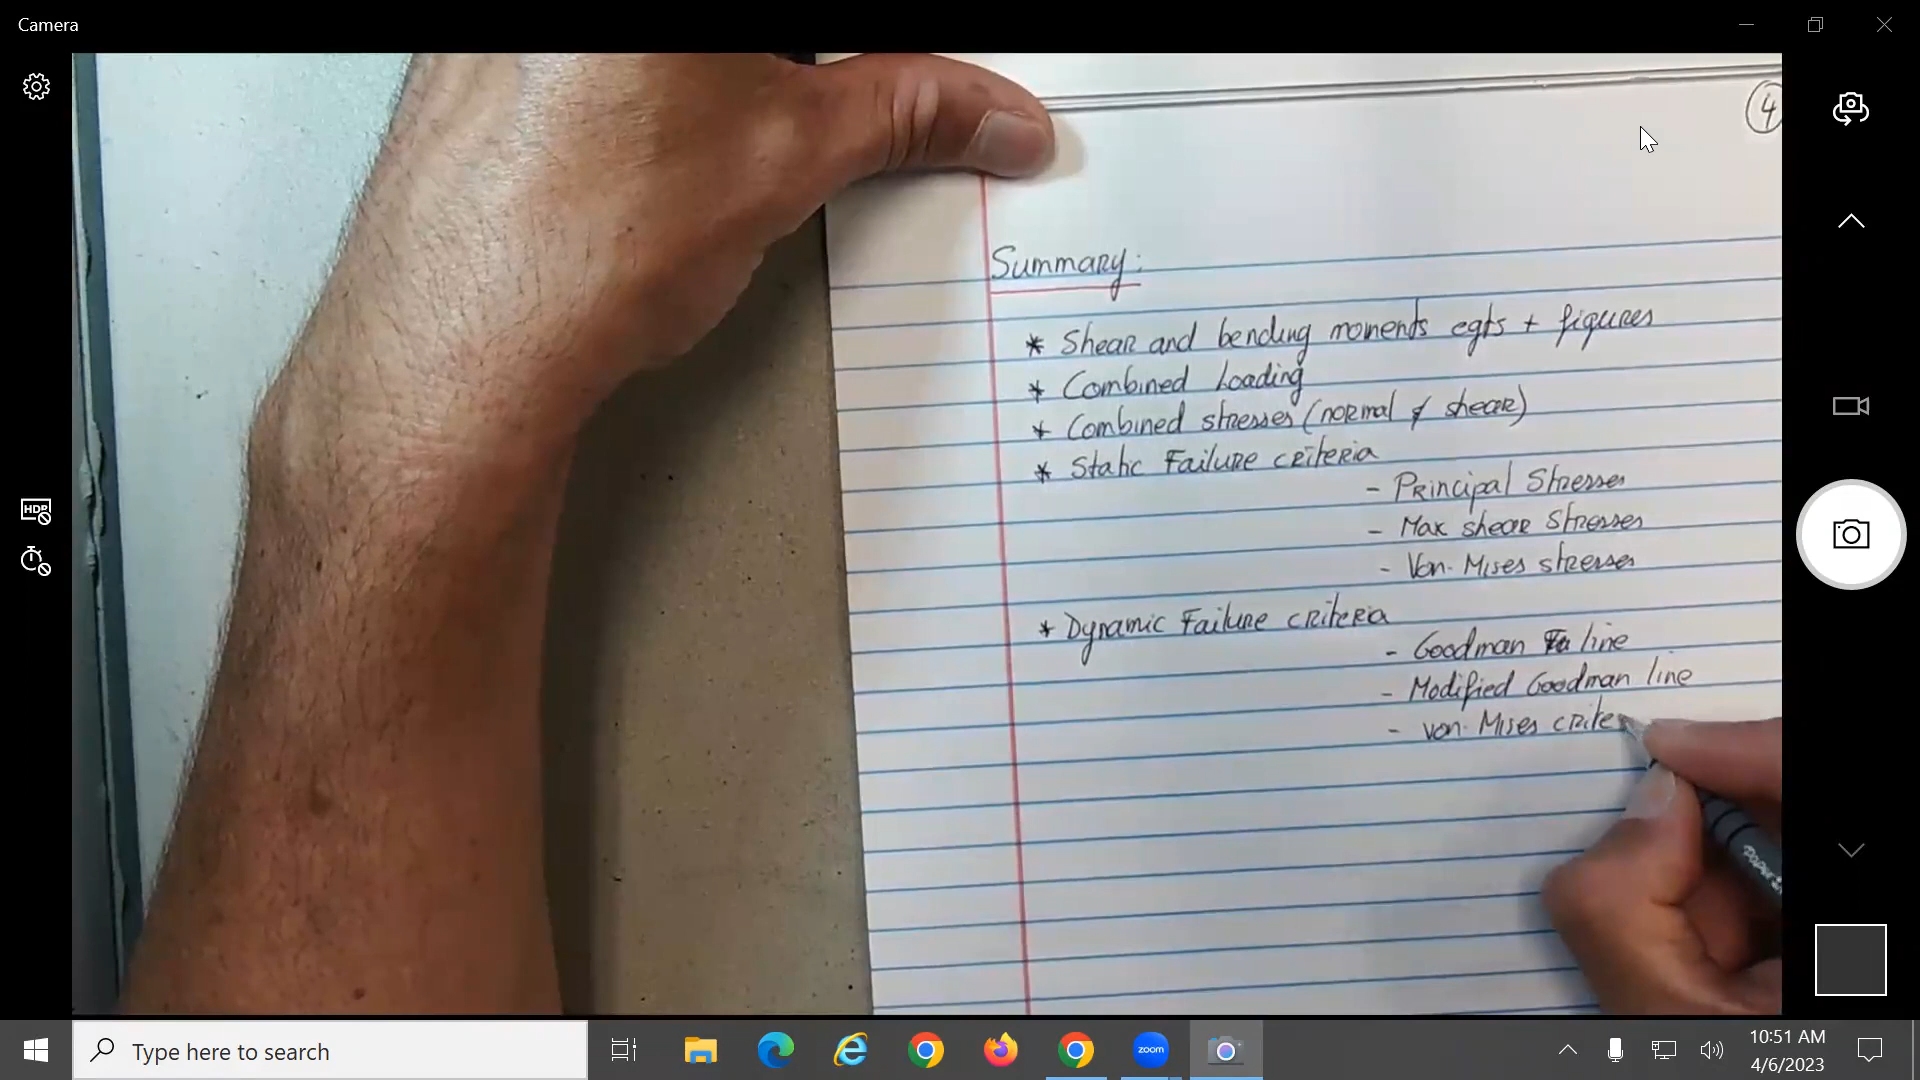 Camera
4
Summary:
* Shear and bending moments eqts + figures
* Combined Loading
* Combined stresses (normal & shear)
* Static Failure criteria
- Principal Stresses
- Max shear Stresses
- Von-Mises stresses
* Dynamic Failure criteria
- Goodman line
- Modified Goodman line
- von-Mises crite
HDR
zoom
Type here to search
10:51 AM
4/6/2023